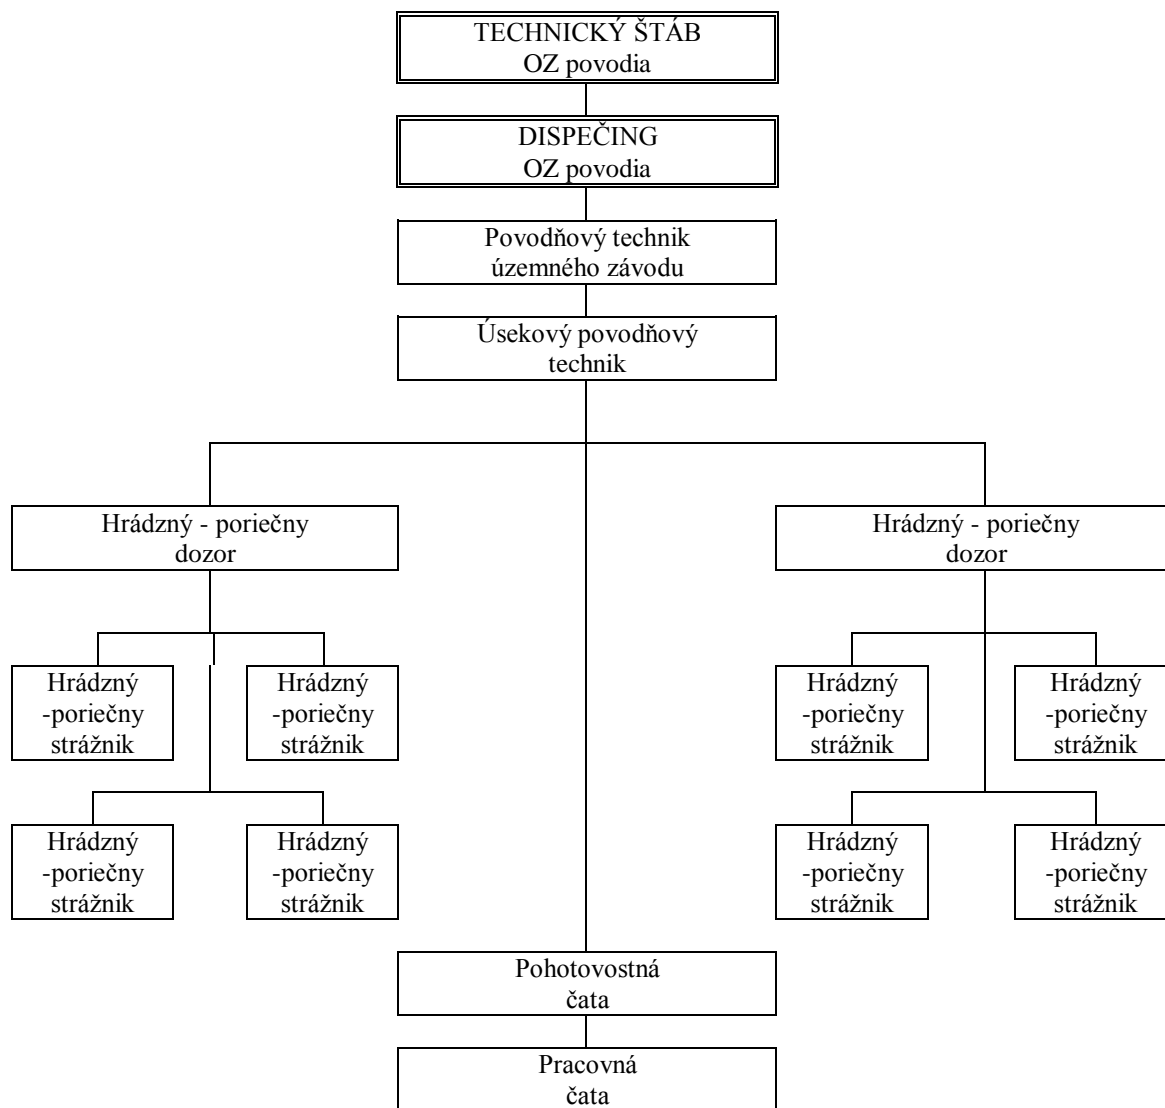 TECHNICKÝ ŠTÁB
OZ povodia
DISPEČING
OZ povodia
Povodňový technik
územného závodu
Úsekový povodňový
technik
Hrádzný - poriečny
dozor
Hrádzný - poriečny
dozor
Hrádzný
-poriečny
strážnik
Hrádzný
-poriečny
strážnik
Hrádzný
-poriečny
strážnik
Hrádzný
-poriečny
strážnik
Hrádzný
-poriečny
strážnik
Hrádzný
-poriečny
strážnik
Hrádzný
-poriečny
strážnik
Hrádzný
-poriečny
strážnik
Pohotovostná
čata
Pracovná
čata